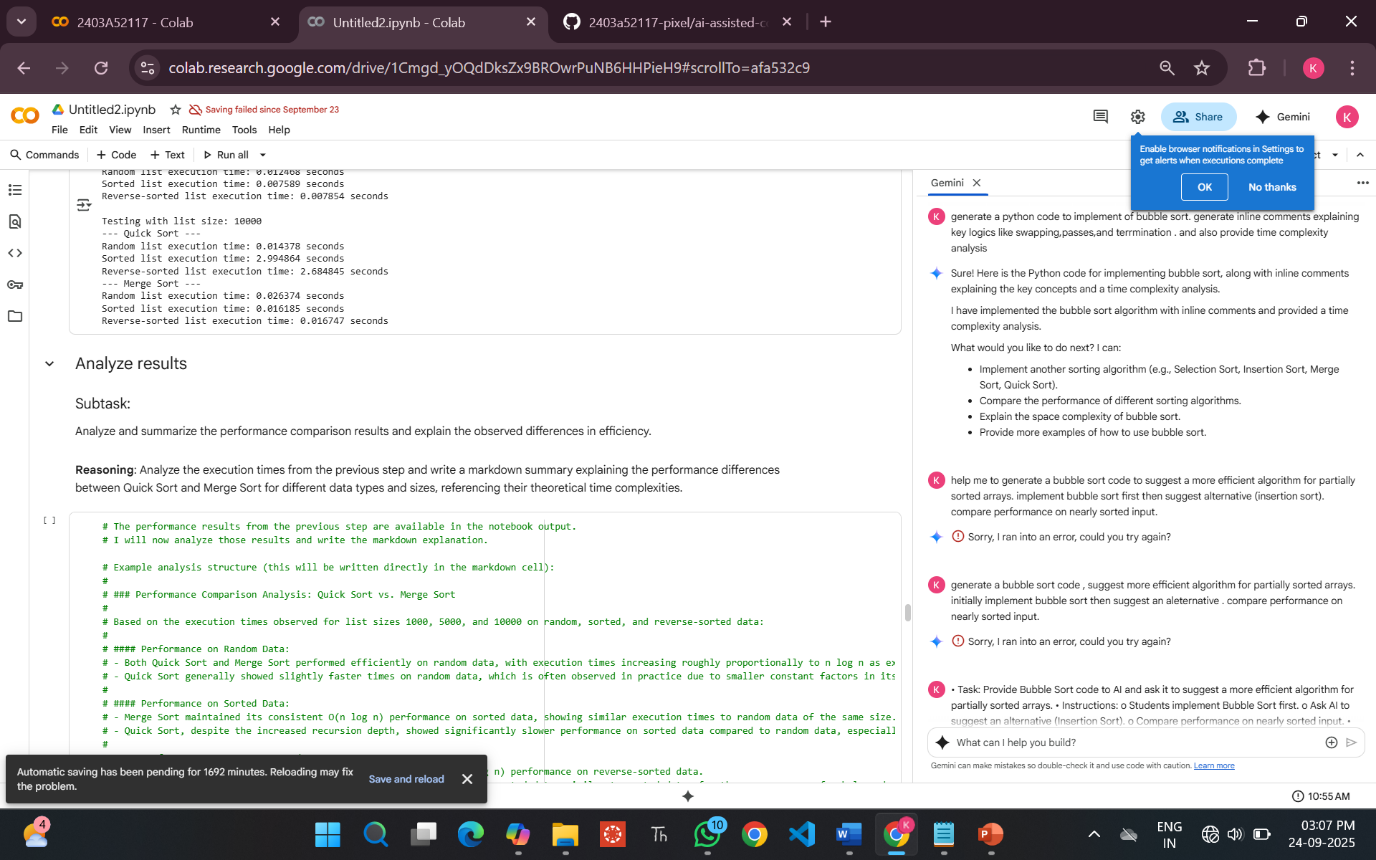 2403A52117 - Colab
Untitled2.ipynb - Colab
2403a52117-pixel/ai-assisted-c
colab.research.google.com/drive/1Cmgd_yOQdDksZx9BROwrPuNB6HHPieH9#scrollTo=afa532c9
K
Untitled2.ipynb
Saving failed since September 23
File Edit View Insert Runtime Tools Help
Share
Gemini
K
Commands + Code + Text Run all
Enable browser notifications in Settings to
get alerts when executions complete
OK No thanks
Random list execution time: 0.012468 seconds
Sorted list execution time: 0.007589 seconds
Reverse-sorted list execution time: 0.007854 seconds
Testing with list size: 10000
--- Quick Sort ---
Random list execution time: 0.014378 seconds
Sorted list execution time: 2.994864 seconds
Reverse-sorted list execution time: 2.684845 seconds
--- Merge Sort ---
Random list execution time: 0.026374 seconds
Sorted list execution time: 0.016185 seconds
Reverse-sorted list execution time: 0.016747 seconds
Analyze results
Subtask:
Analyze and summarize the performance comparison results and explain the observed differences in efficiency.
Reasoning: Analyze the execution times from the previous step and write a markdown summary explaining the performance differences
between Quick Sort and Merge Sort for different data types and sizes, referencing their theoretical time complexities.
[ ]
# The performance results from the previous step are available in the notebook output.
# I will now analyze those results and write the markdown explanation.
# Example analysis structure (this will be written directly in the markdown cell):
#
# ### Performance Comparison Analysis: Quick Sort vs. Merge Sort
#
# Based on the execution times observed for list sizes 1000, 5000, and 10000 on random, sorted, and reverse-sorted data:
#
# #### Performance on Random Data:
# - Both Quick Sort and Merge Sort performed efficiently on random data, with execution times increasing roughly proportionally to n log n as ex
# - Quick Sort generally showed slightly faster times on random data, which is often observed in practice due to smaller constant factors in its
#
# #### Performance on Sorted Data:
# - Merge Sort maintained its consistent O(n log n) performance on sorted data, showing similar execution times to random data of the same size.
# - Quick Sort, despite the increased recursion depth, showed significantly slower performance on sorted data compared to random data, especiall
#
n) performance on reverse-sorted data.
Automatic saving has been pending for 1692 minutes. Reloading may fix
the problem.
Save and reload
Gemini
K
generate a python code to implement of bubble sort. generate inline comments explaining
key logics like swapping,passes,and terrmination . and also provide time complexity
analysis
Sure! Here is the Python code for implementing bubble sort, along with inline comments
explaining the key concepts and a time complexity analysis.
I have implemented the bubble sort algorithm with inline comments and provided a time
complexity analysis.
What would you like to do next? I can:
• Implement another sorting algorithm (e.g., Selection Sort, Insertion Sort, Merge
Sort, Quick Sort).
• Compare the performance of different sorting algorithms.
• Explain the space complexity of bubble sort.
• Provide more examples of how to use bubble sort.
K
help me to generate a bubble sort code to suggest a more efficient algorithm for partially
sorted arrays. implement bubble sort first then suggest alternative (insertion sort).
compare performance on nearly sorted input.
Sorry, I ran into an error, could you try again?
K
generate a bubble sort code , suggest more efficient algorithm for partially sorted arrays.
initially implement bubble sort then suggest an aleternative . compare performance on
nearly sorted input.
Sorry, I ran into an error, could you try again?
K
• Task: Provide Bubble Sort code to AI and ask it to suggest a more efficient algorithm for
partially sorted arrays. • Instructions: o Students implement Bubble Sort first. o Ask AI to
suggest an alternative (Insertion Sort). o Compare performance on nearly sorted input. •
What can I help you build?
Gemini can make mistakes so double-check it and use code with caution. Learn more
10:55 AM
4
10
K
ENG
IN
03:07 PM
24-09-2025